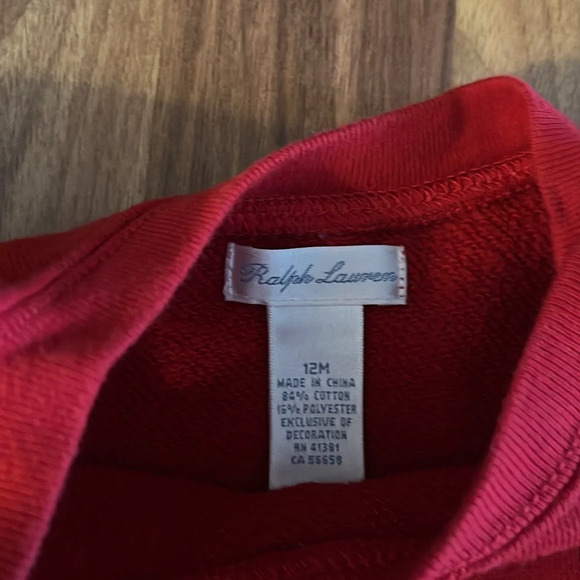 Ralph Lauren
12M
MADE IN CHINA
84% COTTON
16% POLYESTER
EXCLUSIVE OF
DECORATION
RN 41381
CA 56658